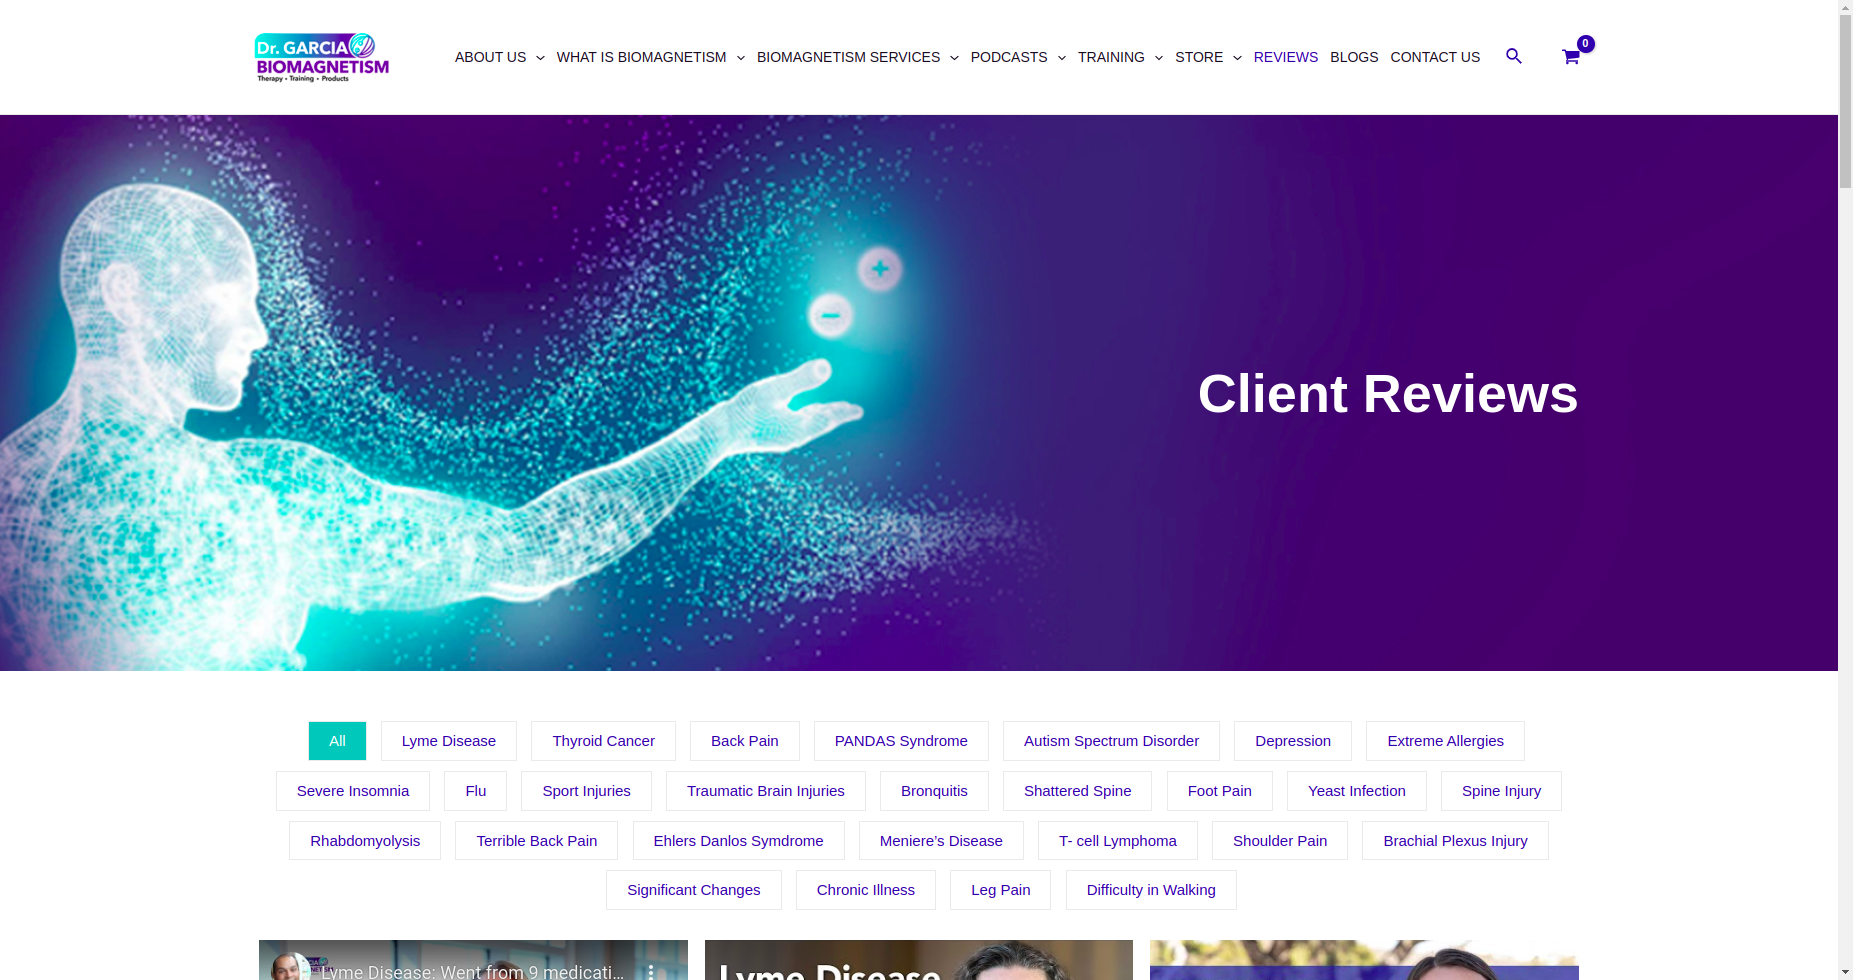 Dr. GARCIA
BIOMAGNETISM
Therapy • Training • Products
ABOUT US WHAT IS BIOMAGNETISM BIOMAGNETISM SERVICES PODCASTS TRAINING STORE REVIEWS BLOGS CONTACT US 0
Client Reviews
All Lyme Disease Thyroid Cancer Back Pain PANDAS Syndrome Autism Spectrum Disorder Depression Extreme Allergies
Severe Insomnia Flu Sport Injuries Traumatic Brain Injuries Bronquitis Shattered Spine Foot Pain Yeast Infection Spine Injury
Rhabdomyolysis Terrible Back Pain Ehlers Danlos Symdrome Meniere's Disease T- cell Lymphoma Shoulder Pain Brachial Plexus Injury
Significant Changes Chronic Illness Leg Pain Difficulty in Walking
Lyme Disease: Went from 9 medicati...
Lyme Disease